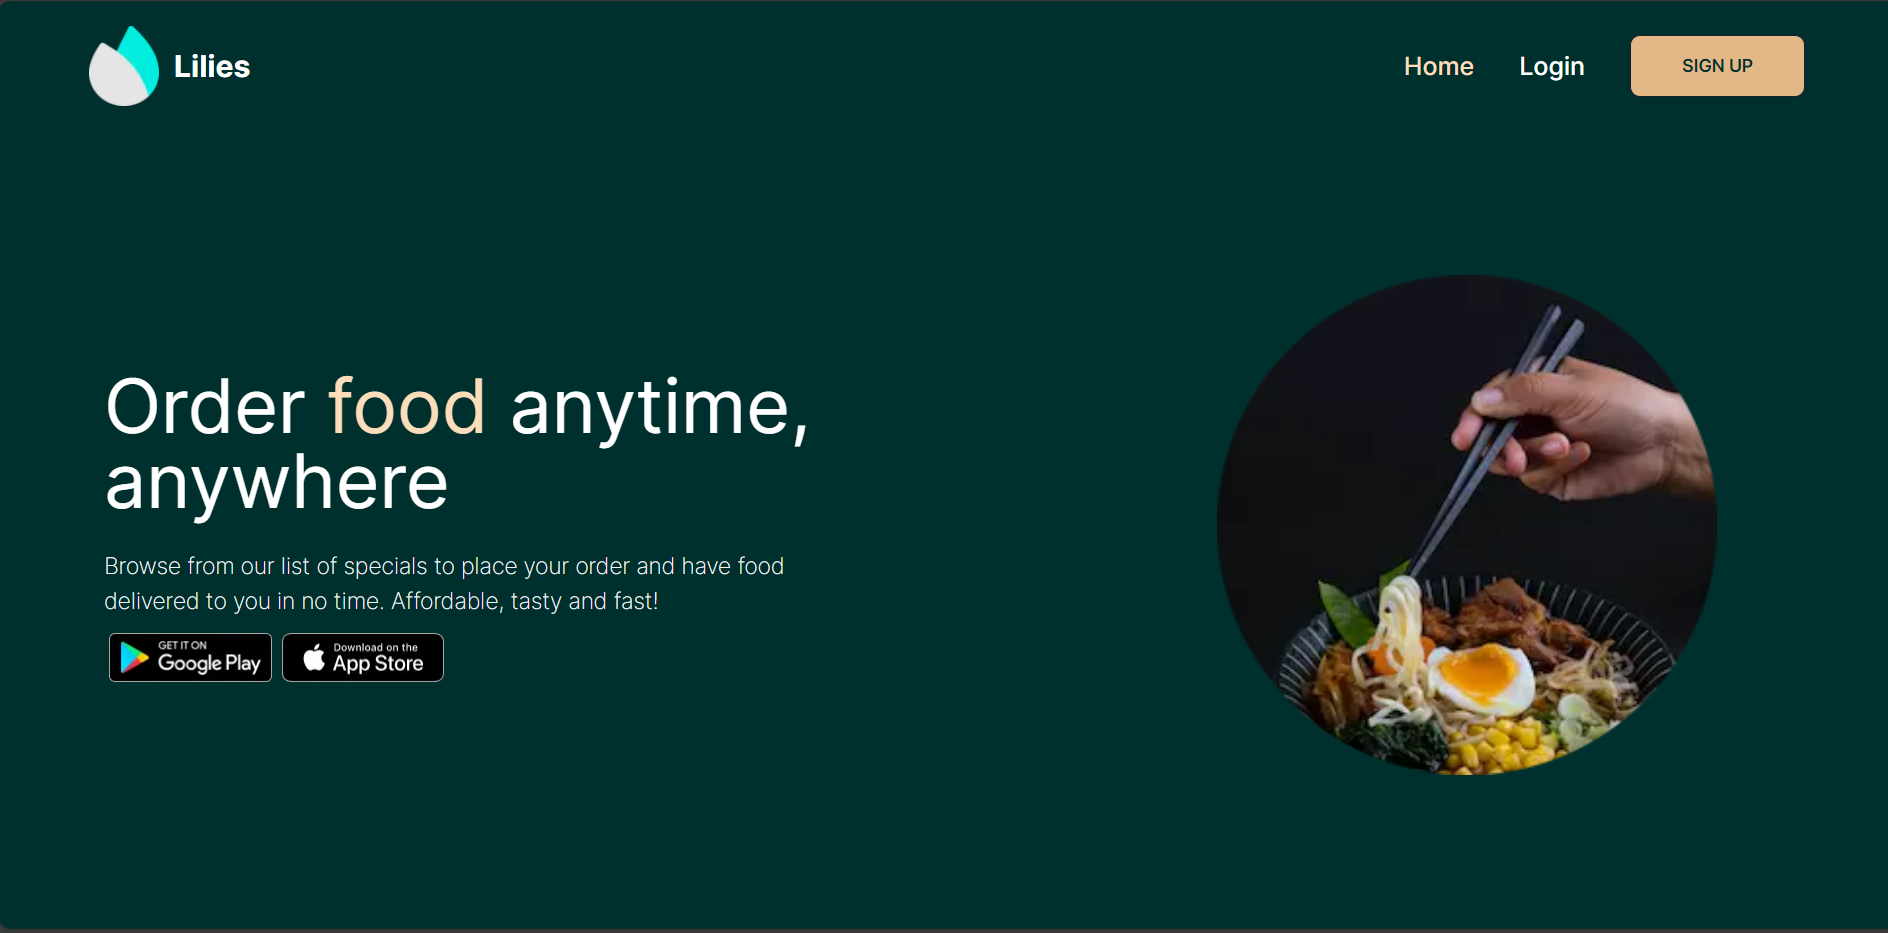 Lilies
Home
Login
SIGN UP
Order food anytime,
anywhere
Browse from our list of specials to place your order and have food
delivered to you in no time. Affordable, tasty and fast!
GET IT ON
Google Play
Download on the
App Store